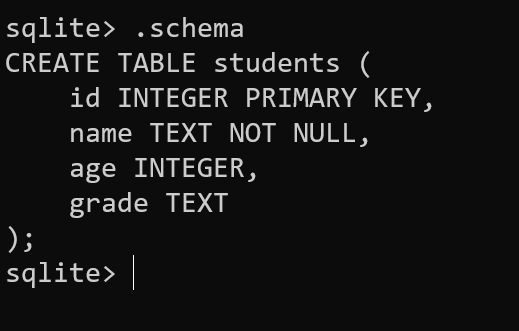 sqlite> .schema
CREATE TABLE students (
    id INTEGER PRIMARY KEY,
    name TEXT NOT NULL,
    age INTEGER,
    grade TEXT
);
sqlite>